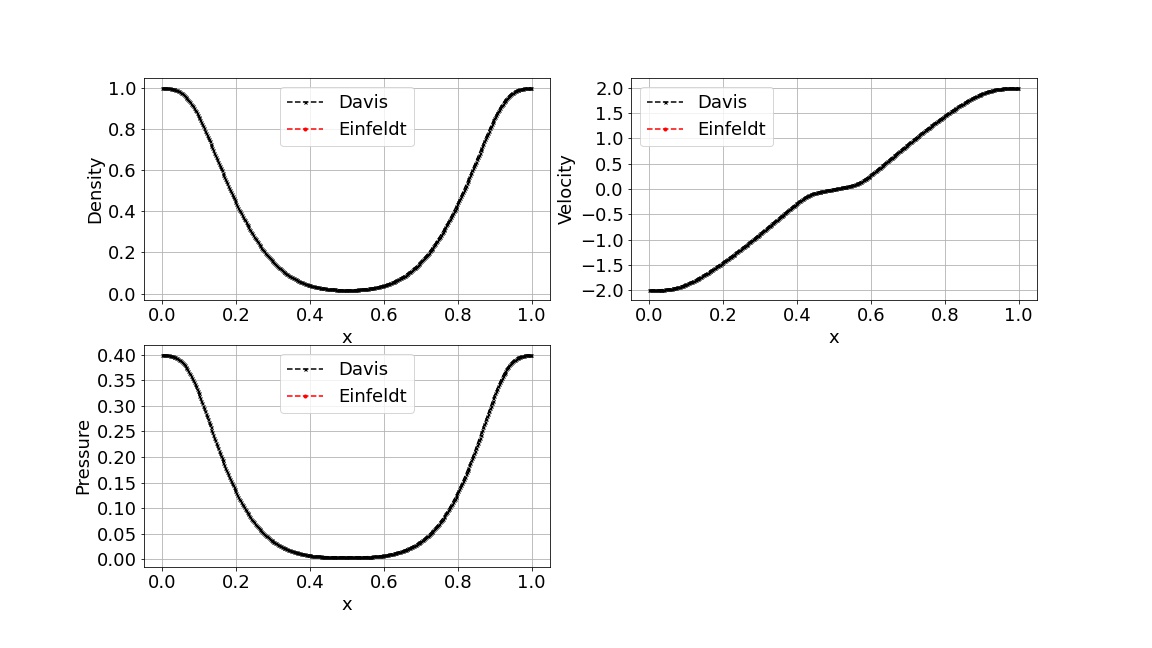 1.0
0.8
0.6
0.4
0.2
0.0
Density
Davis
Einfeldt
0.0 0.2 0.4 0.6 0.8 1.0
x
2.0
1.5
1.0
0.5
0.0
−0.5
−1.0
−1.5
−2.0
Velocity
Davis
Einfeldt
0.0 0.2 0.4 0.6 0.8 1.0
x
0.40
0.35
0.30
0.25
0.20
0.15
0.10
0.05
0.00
Pressure
Davis
Einfeldt
0.0 0.2 0.4 0.6 0.8 1.0
x